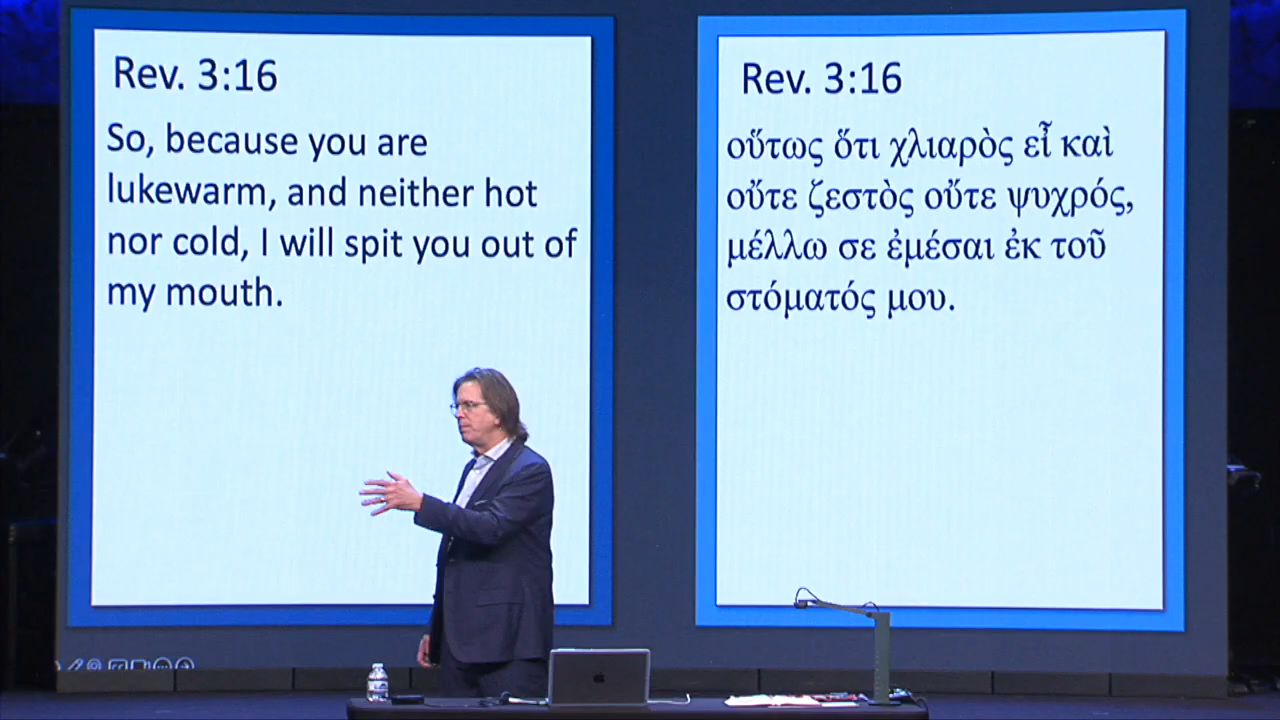 Rev. 3:16
So, because you are
lukewarm, and neither hot
nor cold, I will spit you out of
my mouth.
Rev. 3:16
οὕτως ὅτι χλιαρὸς εἶ καὶ
οὔτε ζεστὸς οὔτε ψυχρός,
μέλλω σε ἐμέσαι ἐκ τοῦ
στόματός μου.